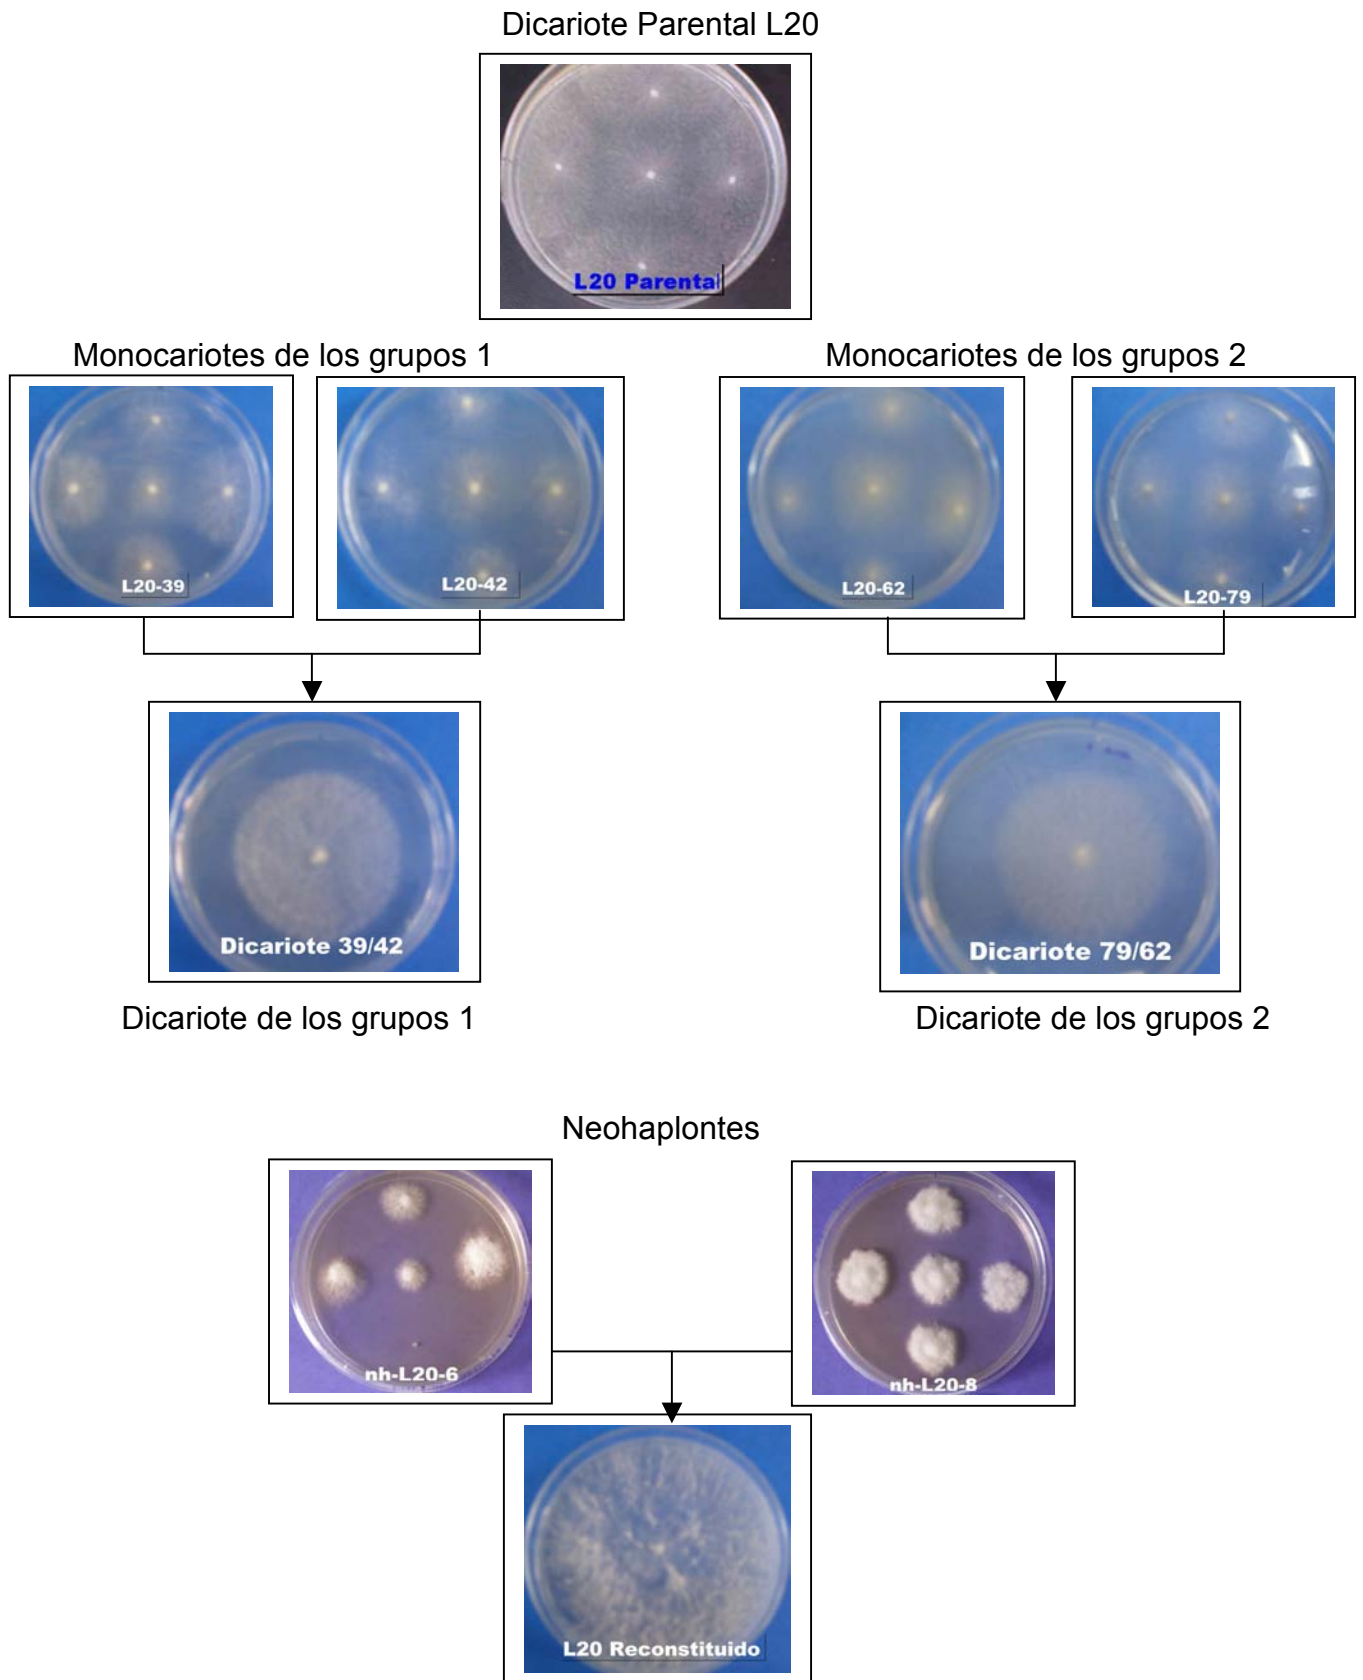 Dicariote Parental L20
L20 Parental
Monocariotes de los grupos 1
Monocariotes de los grupos 2
L20-39
L20-42
L20-62
L20-79
Dicariote 39/42
Dicariote 79/62
Dicariote de los grupos 1
Dicariote de los grupos 2
Neohaplontes
nh-L20-6
nh-L20-8
L20 Reconstituido